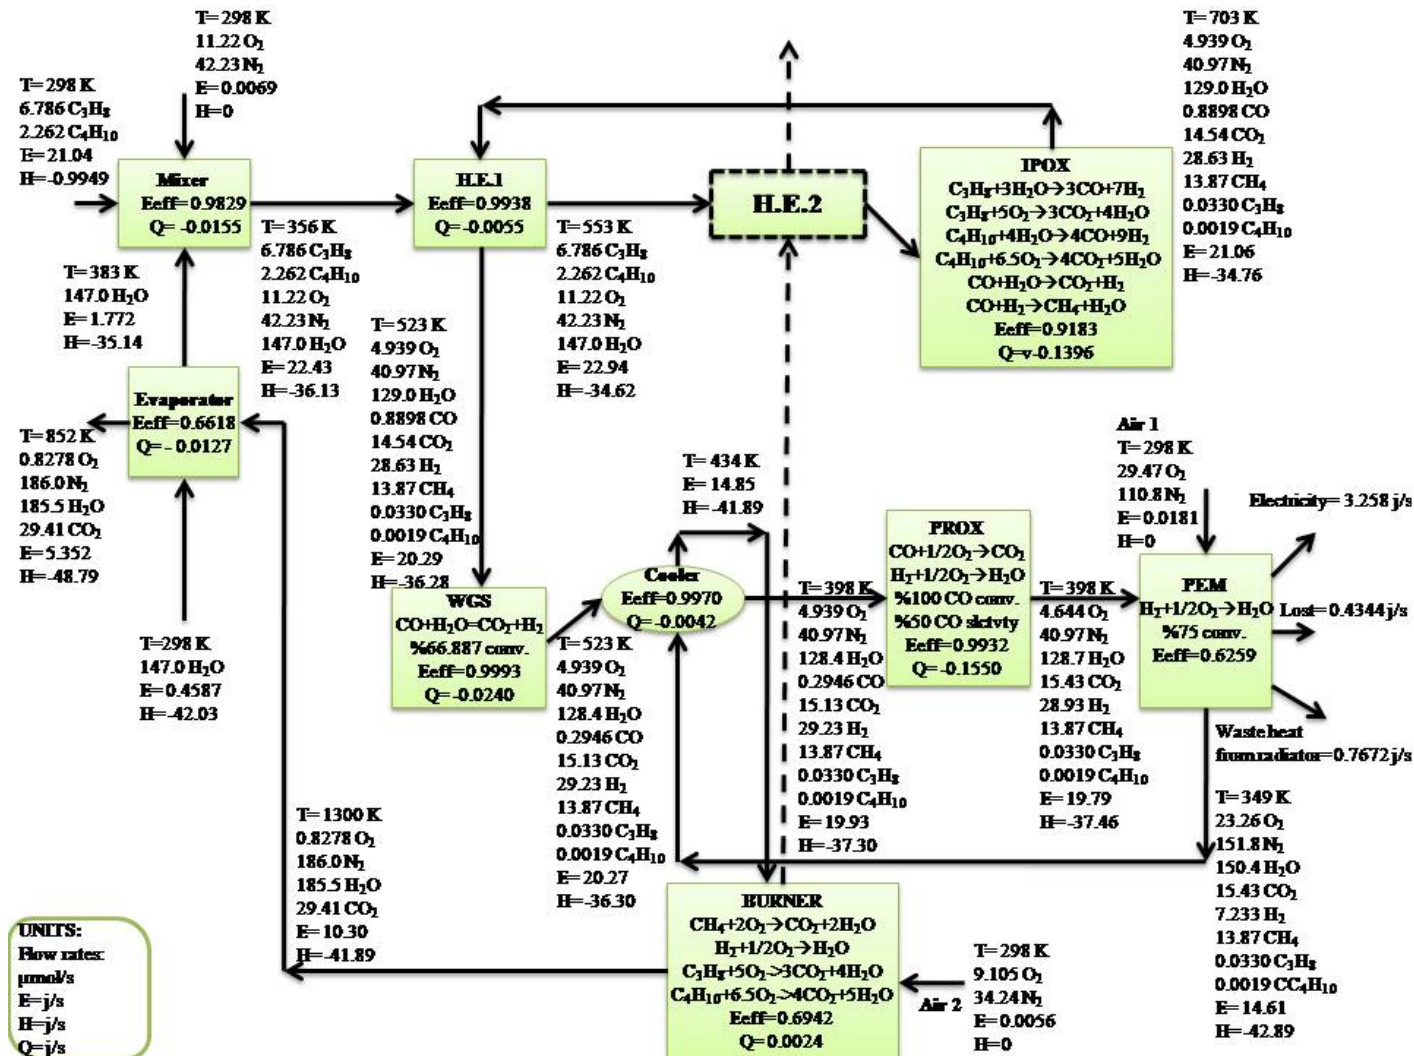 T= 298 K
11.22 O₂
42.23 N₂
E= 0.0069
H=0
T= 298 K
6.786 C₃H₈
2.262 C₄H₁₀
E= 21.04
H=-0.9949
Mixer
Eeff=0.9829
Q= -0.0155
T= 356 K
6.786 C₃H₈
2.262 C₄H₁₀
11.22 O₂
42.23 N₂
147.0 H₂O
E= 22.43
H=-36.13
T= 383 K
147.0 H₂O
E= 1.772
H=-35.14
Evaporator
Eeff=0.6618
Q= - 0.0127
T= 852 K
0.8278 O₂
186.0 N₂
185.5 H₂O
29.41 CO₂
E= 5.352
H=-48.79
T=298 K
147.0 H₂O
E= 0.4587
H=-42.03
H.E.1
Eeff=0.9938
Q= -0.0055
T= 553 K
6.786 C₃H₈
2.262 C₄H₁₀
11.22 O₂
42.23 N₂
147.0 H₂O
E= 22.94
H=-34.62
H.E.2
IPOX
C₃H₈+3H₂O→3CO+7H₂
C₃H₈+5O₂→3CO₂+4H₂O
C₄H₁₀+4H₂O→4CO+9H₂
C₄H₁₀+6.5O₂→4CO₂+5H₂O
CO+H₂O→CO₂+H₂
CO+H₂→CH₄+H₂O
Eeff=0.9183
Q=v-0.1396
T= 703 K
4.939 O₂
40.97 N₂
129.0 H₂O
0.8898 CO
14.54 CO₂
28.63 H₂
13.87 CH₄
0.0330 C₃H₈
0.0019 C₄H₁₀
E= 21.06
H=-34.76
T= 523 K
4.939 O₂
40.97 N₂
129.0 H₂O
0.8898 CO
14.54 CO₂
28.63 H₂
13.87 CH₄
0.0330 C₃H₈
0.0019 C₄H₁₀
E= 20.29
H=-36.28
WGS
CO+H₂O=CO₂+H₂
%66.887 conv.
Eeff=0.9993
Q= -0.0240
T= 523 K
4.939 O₂
40.97 N₂
128.4 H₂O
0.2946 CO
15.13 CO₂
29.23 H₂
13.87 CH₄
0.0330 C₃H₈
0.0019 C₄H₁₀
E= 20.27
H=-36.30
T= 434 K
E= 14.85
H=-41.89
Cooler
Eeff=0.9970
Q= -0.0042
T= 398 K
4.939 O₂
40.97 N₂
128.4 H₂O
0.2946 CO
15.13 CO₂
29.23 H₂
13.87 CH₄
0.0330 C₃H₈
0.0019 C₄H₁₀
E= 19.93
H=-37.30
PROX
CO+1/2O₂→CO₂
H₂+1/2O₂→H₂O
%100 CO conv.
%50 CO slctvty
Eeff=0.9932
Q= -0.1550
T= 398 K
4.644 O₂
40.97 N₂
128.7 H₂O
15.43 CO₂
28.93 H₂
13.87 CH₄
0.0330 C₃H₈
0.0019 C₄H₁₀
E= 19.79
H=-37.46
Air 1
T= 298 K
29.47 O₂
110.8 N₂
E= 0.0181
H=0
PEM
H₂+1/2O₂→H₂O
%75 conv.
Eeff=0.6259
Electricity= 3.258 j/s
Lost= 0.4344 j/s
Waste heat
from radiator=0.7672 j/s
T= 349 K
23.26 O₂
151.8 N₂
150.4 H₂O
15.43 CO₂
7.233 H₂
13.87 CH₄
0.0330 C₃H₈
0.0019 CC₄H₁₀
E= 14.61
H=-42.89
BURNER
CH₄+2O₂→CO₂+2H₂O
H₂+1/2O₂→H₂O
C₃H₈+5O₂->3CO₂+4H₂O
C₄H₁₀+6.5O₂->4CO₂+5H₂O
Eeff=0.6942
Q= 0.0024
Air 2
T= 298 K
9.105 O₂
34.24 N₂
E= 0.0056
H=0
T= 1300 K
0.8278 O₂
186.0 N₂
185.5 H₂O
29.41 CO₂
E= 10.30
H=-41.89
UNITS:
Flow rates:
µmol/s
E=j/s
H=j/s
Q=j/s